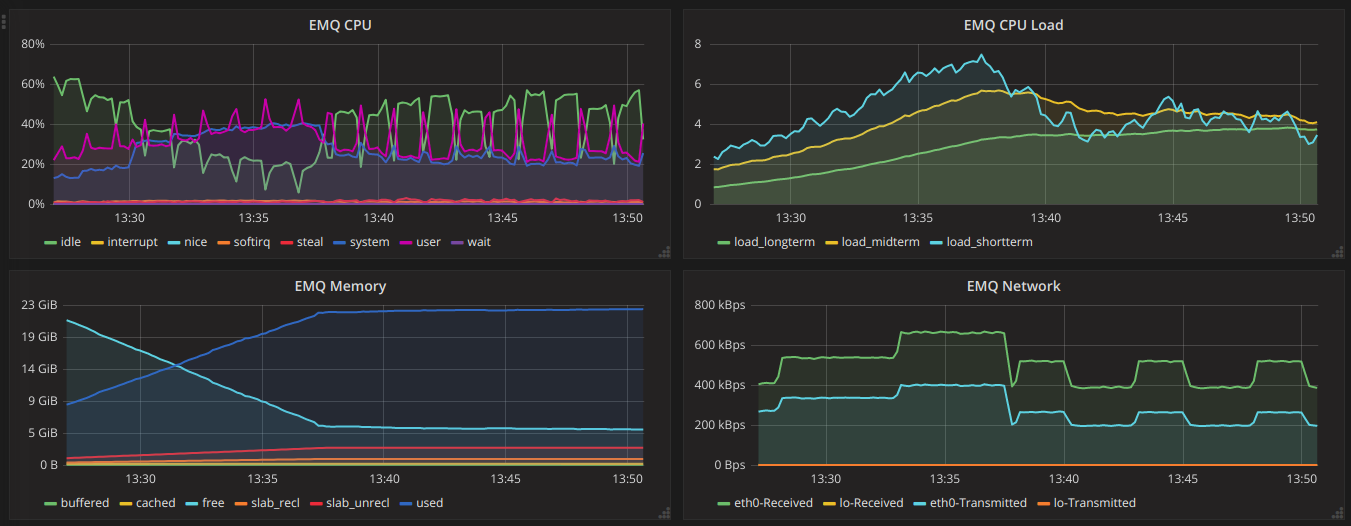 EMQ CPU
80%
60%
40%
20%
0%
13:30 13:35 13:40 13:45 13:50
idle interrupt nice softirq steal system user wait
EMQ CPU Load
8
6
4
2
0
13:30 13:35 13:40 13:45 13:50
load_longterm load_midterm load_shortterm
EMQ Memory
23 GiB
19 GiB
14 GiB
9 GiB
5 GiB
0 B
13:30 13:35 13:40 13:45 13:50
buffered cached free slab_recl slab_unrecl used
EMQ Network
800 kBps
600 kBps
400 kBps
200 kBps
0 Bps
13:30 13:35 13:40 13:45 13:50
eth0-Received lo-Received eth0-Transmitted lo-Transmitted